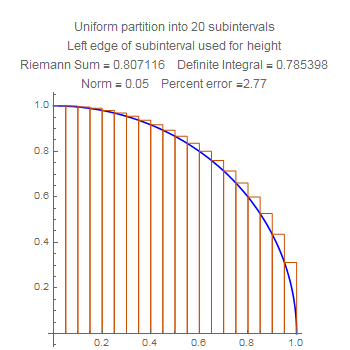 Uniform partition into 20 subintervals
Left edge of subinterval used for height
Riemann Sum = 0.807116 Definite Integral = 0.785398
Norm = 0.05 Percent error =2.77
1.0
0.8
0.6
0.4
0.2
0.2 0.4 0.6 0.8 1.0